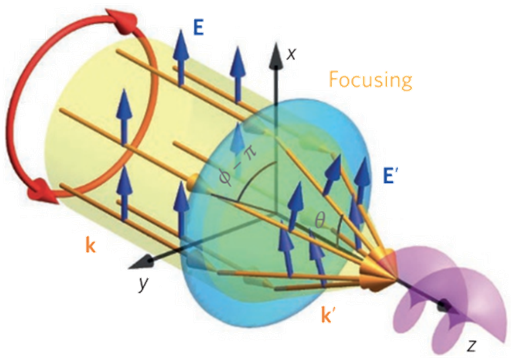 E
x
Focusing
ϕ – π
E′
θ
k
y
k′
z